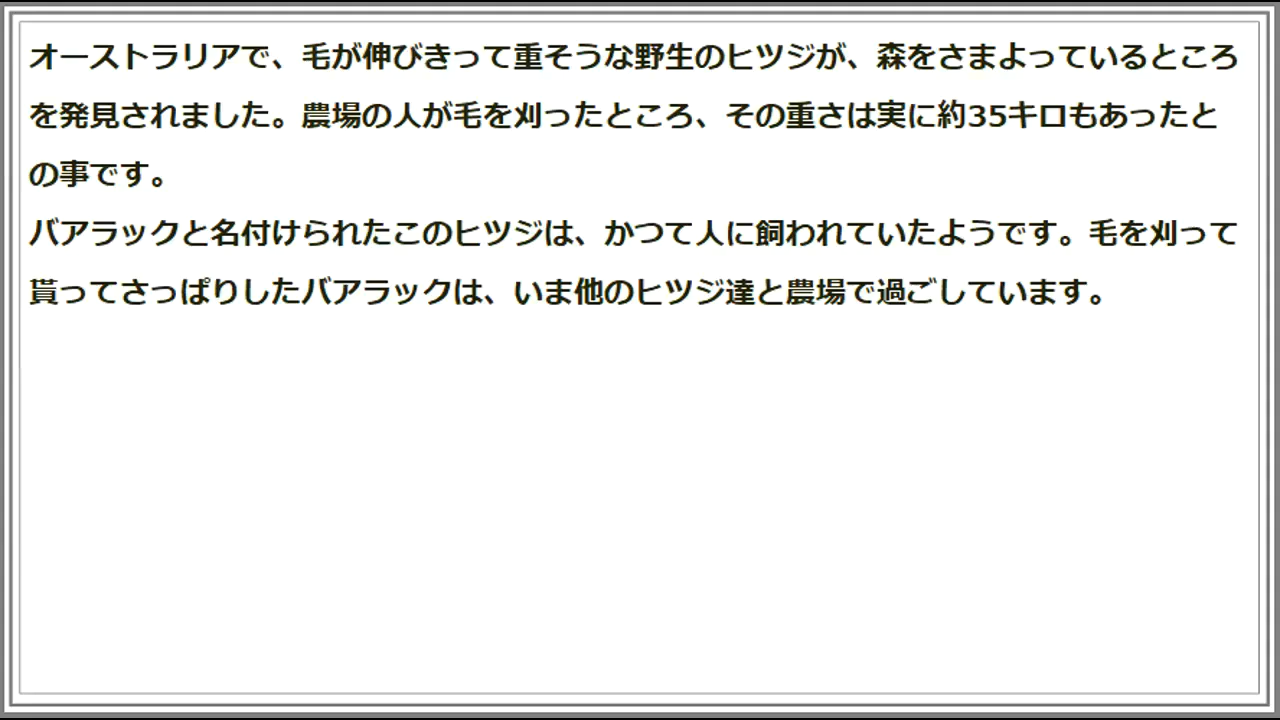 オーストラリアで、毛が伸びきって重そうな野生のヒツジが、森をさまよっているところ
を発見されました。農場の人が毛を刈ったところ、その重さは実に約35キロもあったと
の事です。
バアラックと名付けられたこのヒツジは、かつて人に飼われていたようです。毛を刈って
貰ってさっぱりしたバアラックは、いま他のヒツジ達と農場で過ごしています。